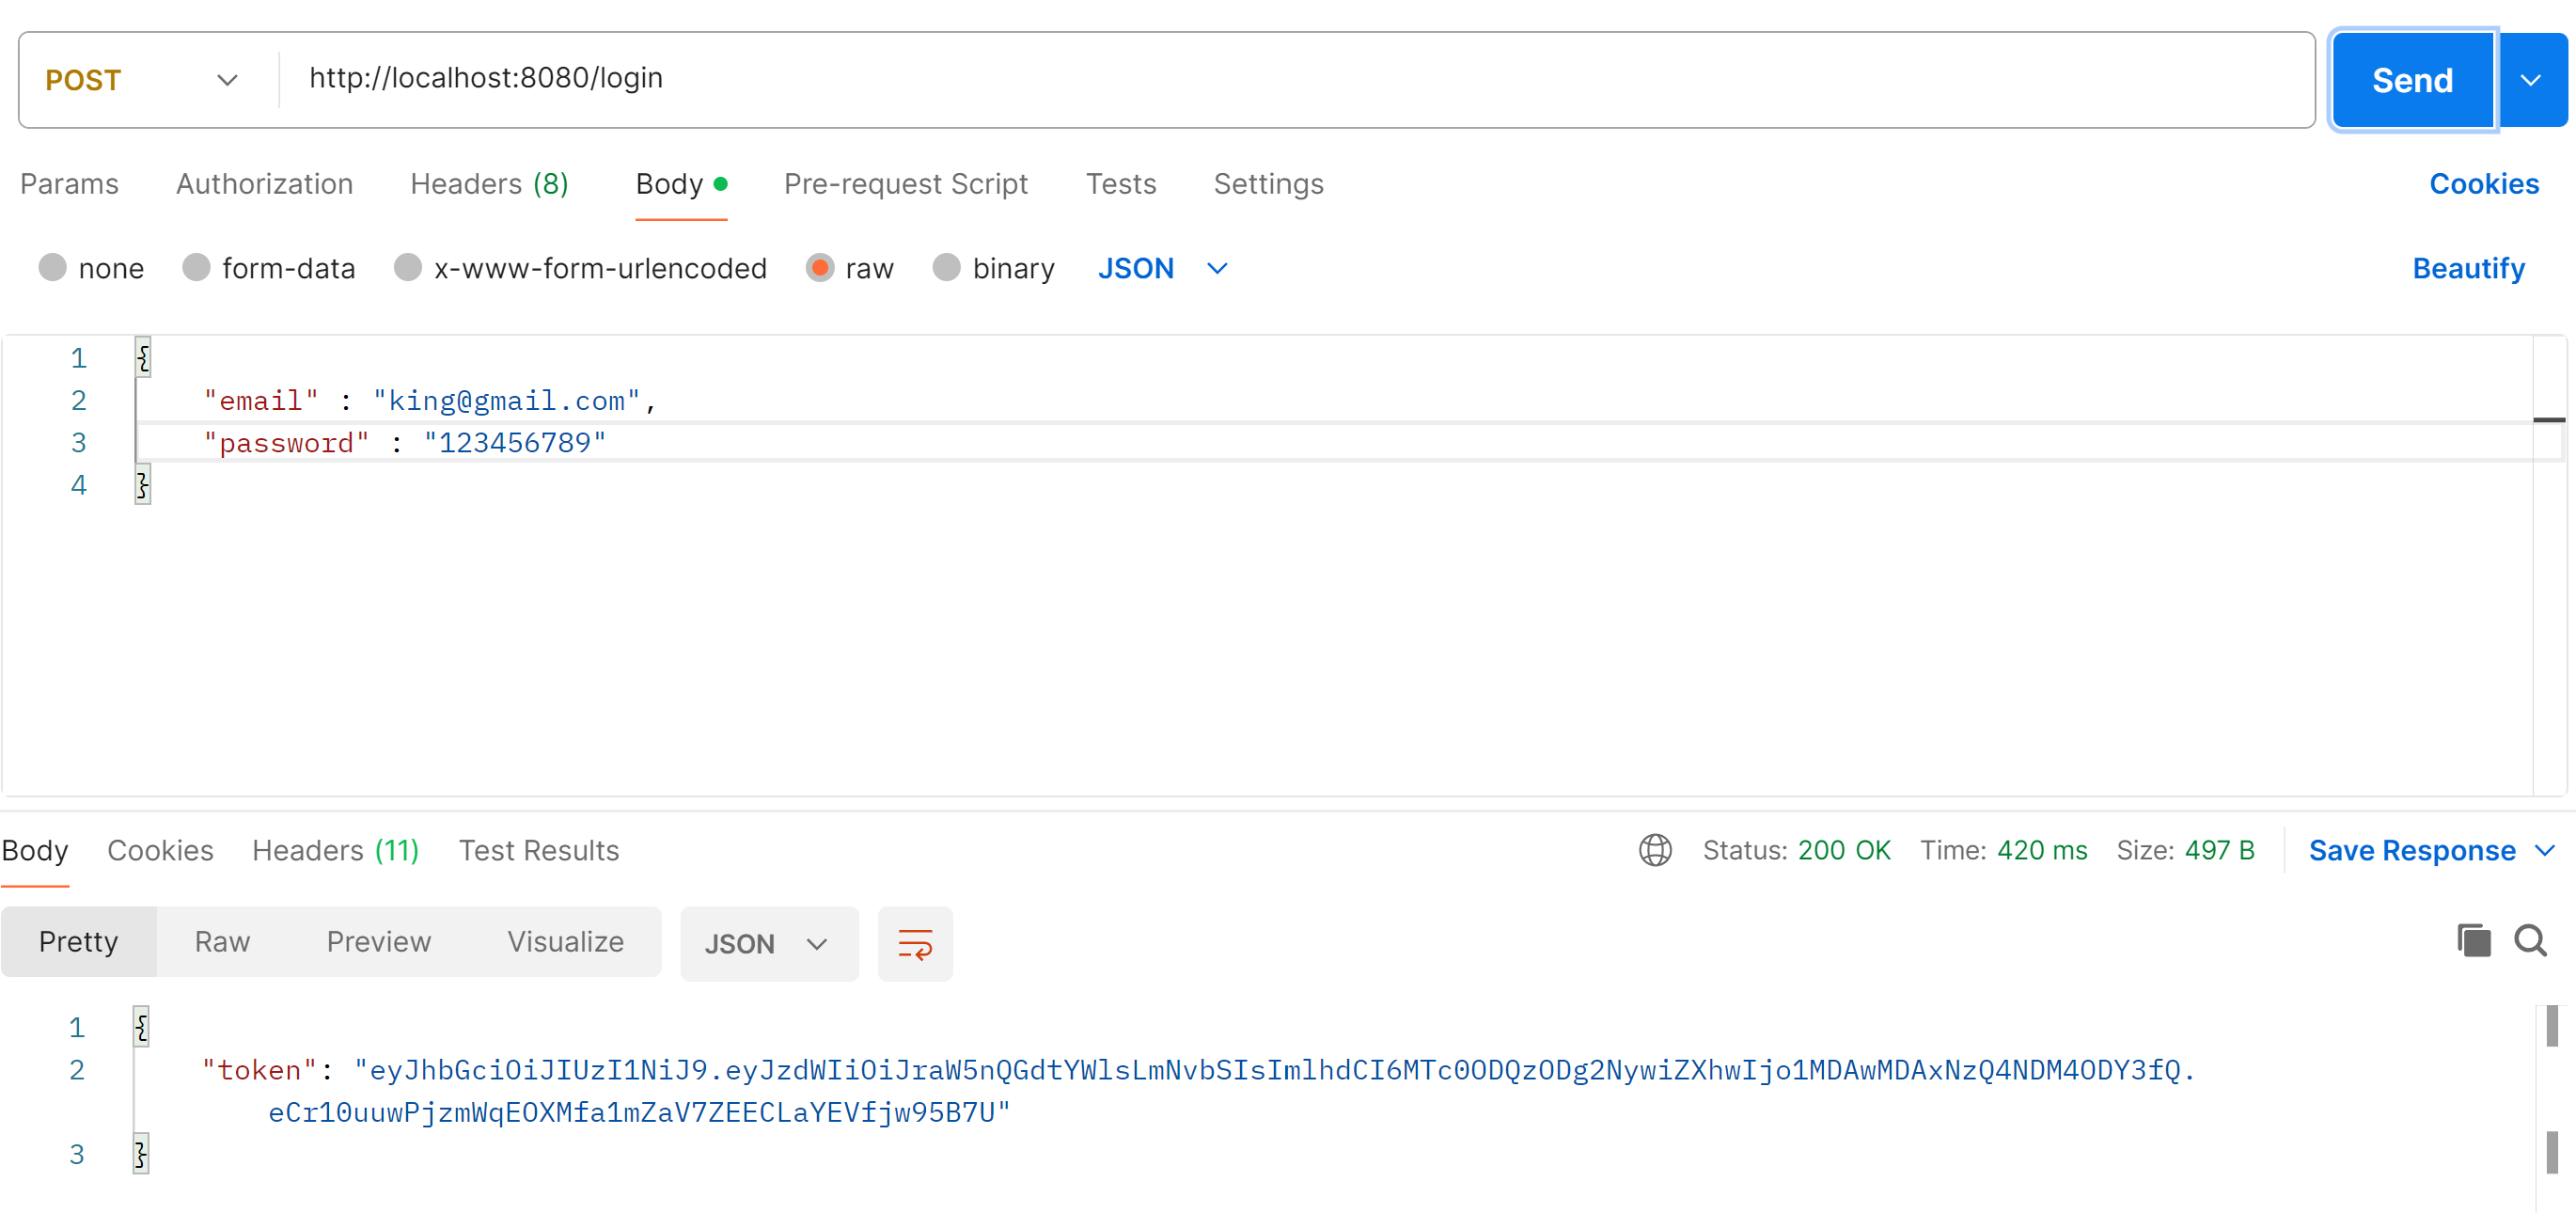 POST http://localhost:8080/login Send
Params Authorization Headers (8) Body Pre-request Script Tests Settings Cookies
none form-data x-www-form-urlencoded raw binary JSON Beautify
1 {
2 "email" : "king@gmail.com",
3 "password" : "123456789"
4 }
Body Cookies Headers (11) Test Results Status: 200 OK Time: 420 ms Size: 497 B Save Response
Pretty Raw Preview Visualize JSON
1 {
2 "token": "eyJhbGciOiJIUzI1NiJ9.eyJzdWIiOiJraW5nQGdtYWlsLmNvbSIsImlhdCI6MTc0ODQzODg2NywiZXhwIjo1MDAwMDAxNzQ4NDM4ODY3fQ.
eCr10uuwPjzmWqEOXMfa1mZaV7ZEECLaYEVfjw95B7U"
3 }